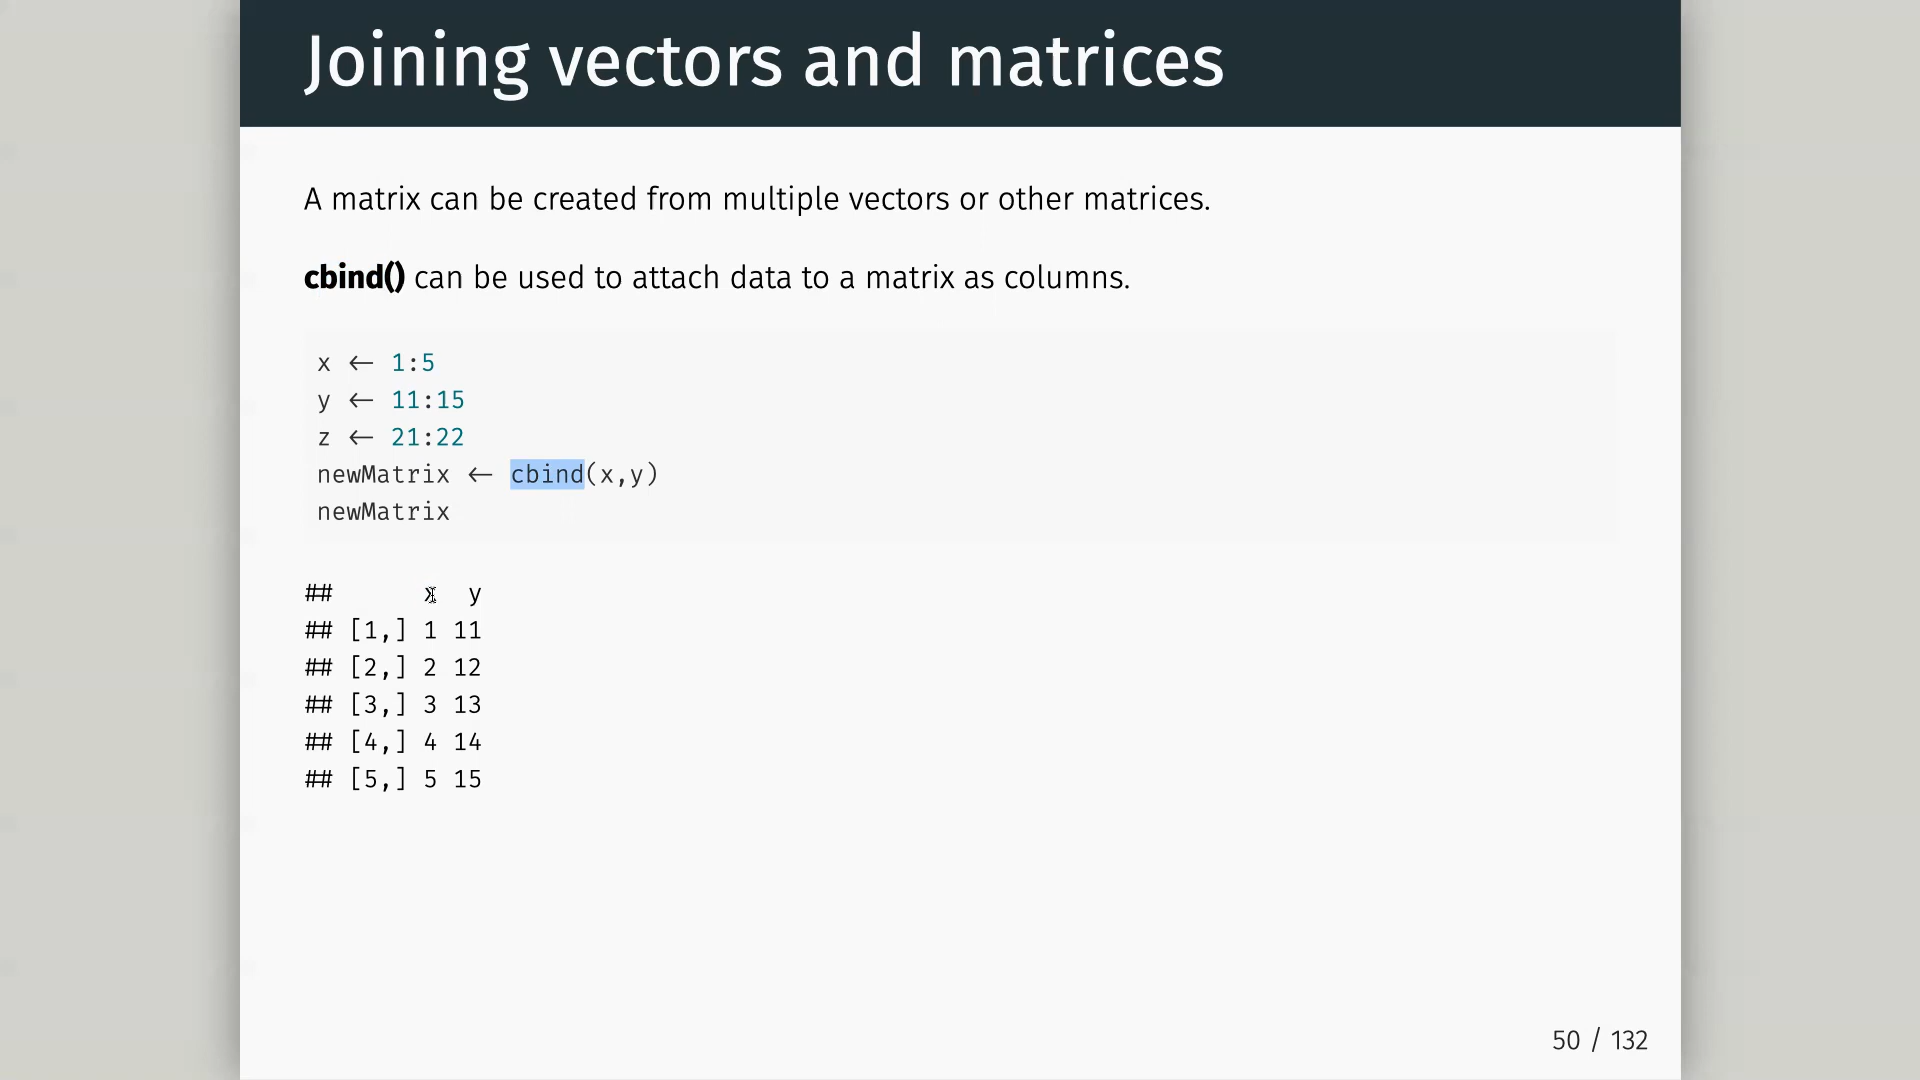 Joining vectors and matrices
A matrix can be created from multiple vectors or other matrices.
cbind() can be used to attach data to a matrix as columns.
x ← 1:5
y ← 11:15
z ← 21:22
newMatrix ← cbind(x,y)
newMatrix
##      x  y
## [1,] 1 11
## [2,] 2 12
## [3,] 3 13
## [4,] 4 14
## [5,] 5 15
50 / 132